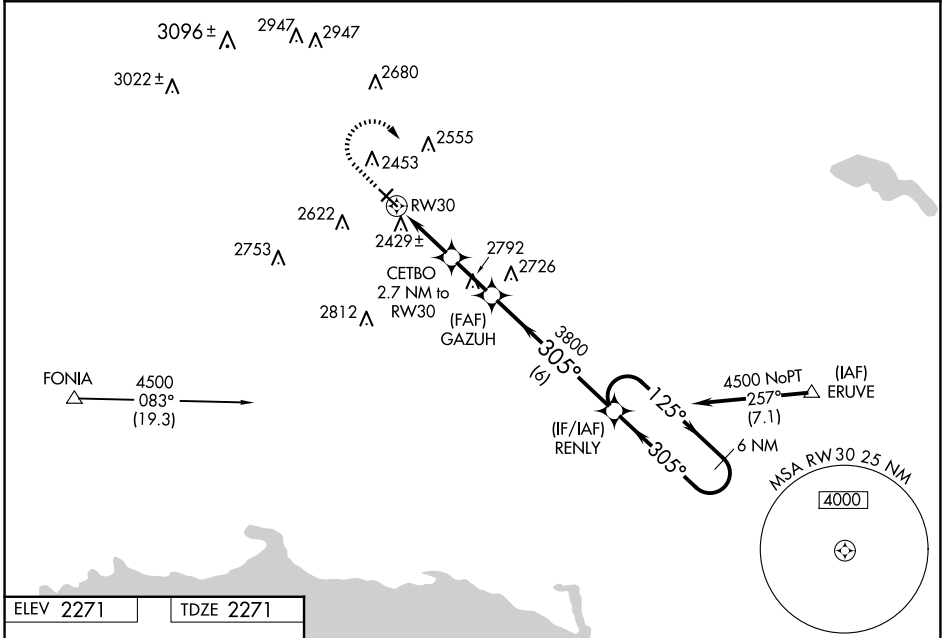 3096 ±
2947
2947
3022 ±
2680
2555
2453
RW30
2622
2429 ±
2792
2753
2726
CETBO
2.7 NM to
RW30
2812
(FAF)
GAZUH
3800
305°
(6)
FONIA
4500
083°
(19.3)
4500 NoPT
257°
(7.1)
(IAF)
ERUVE
125°
(IF/IAF)
RENLY
305°
6 NM
MSA RW 30 25 NM
4000
ELEV 2271
TDZE 2271